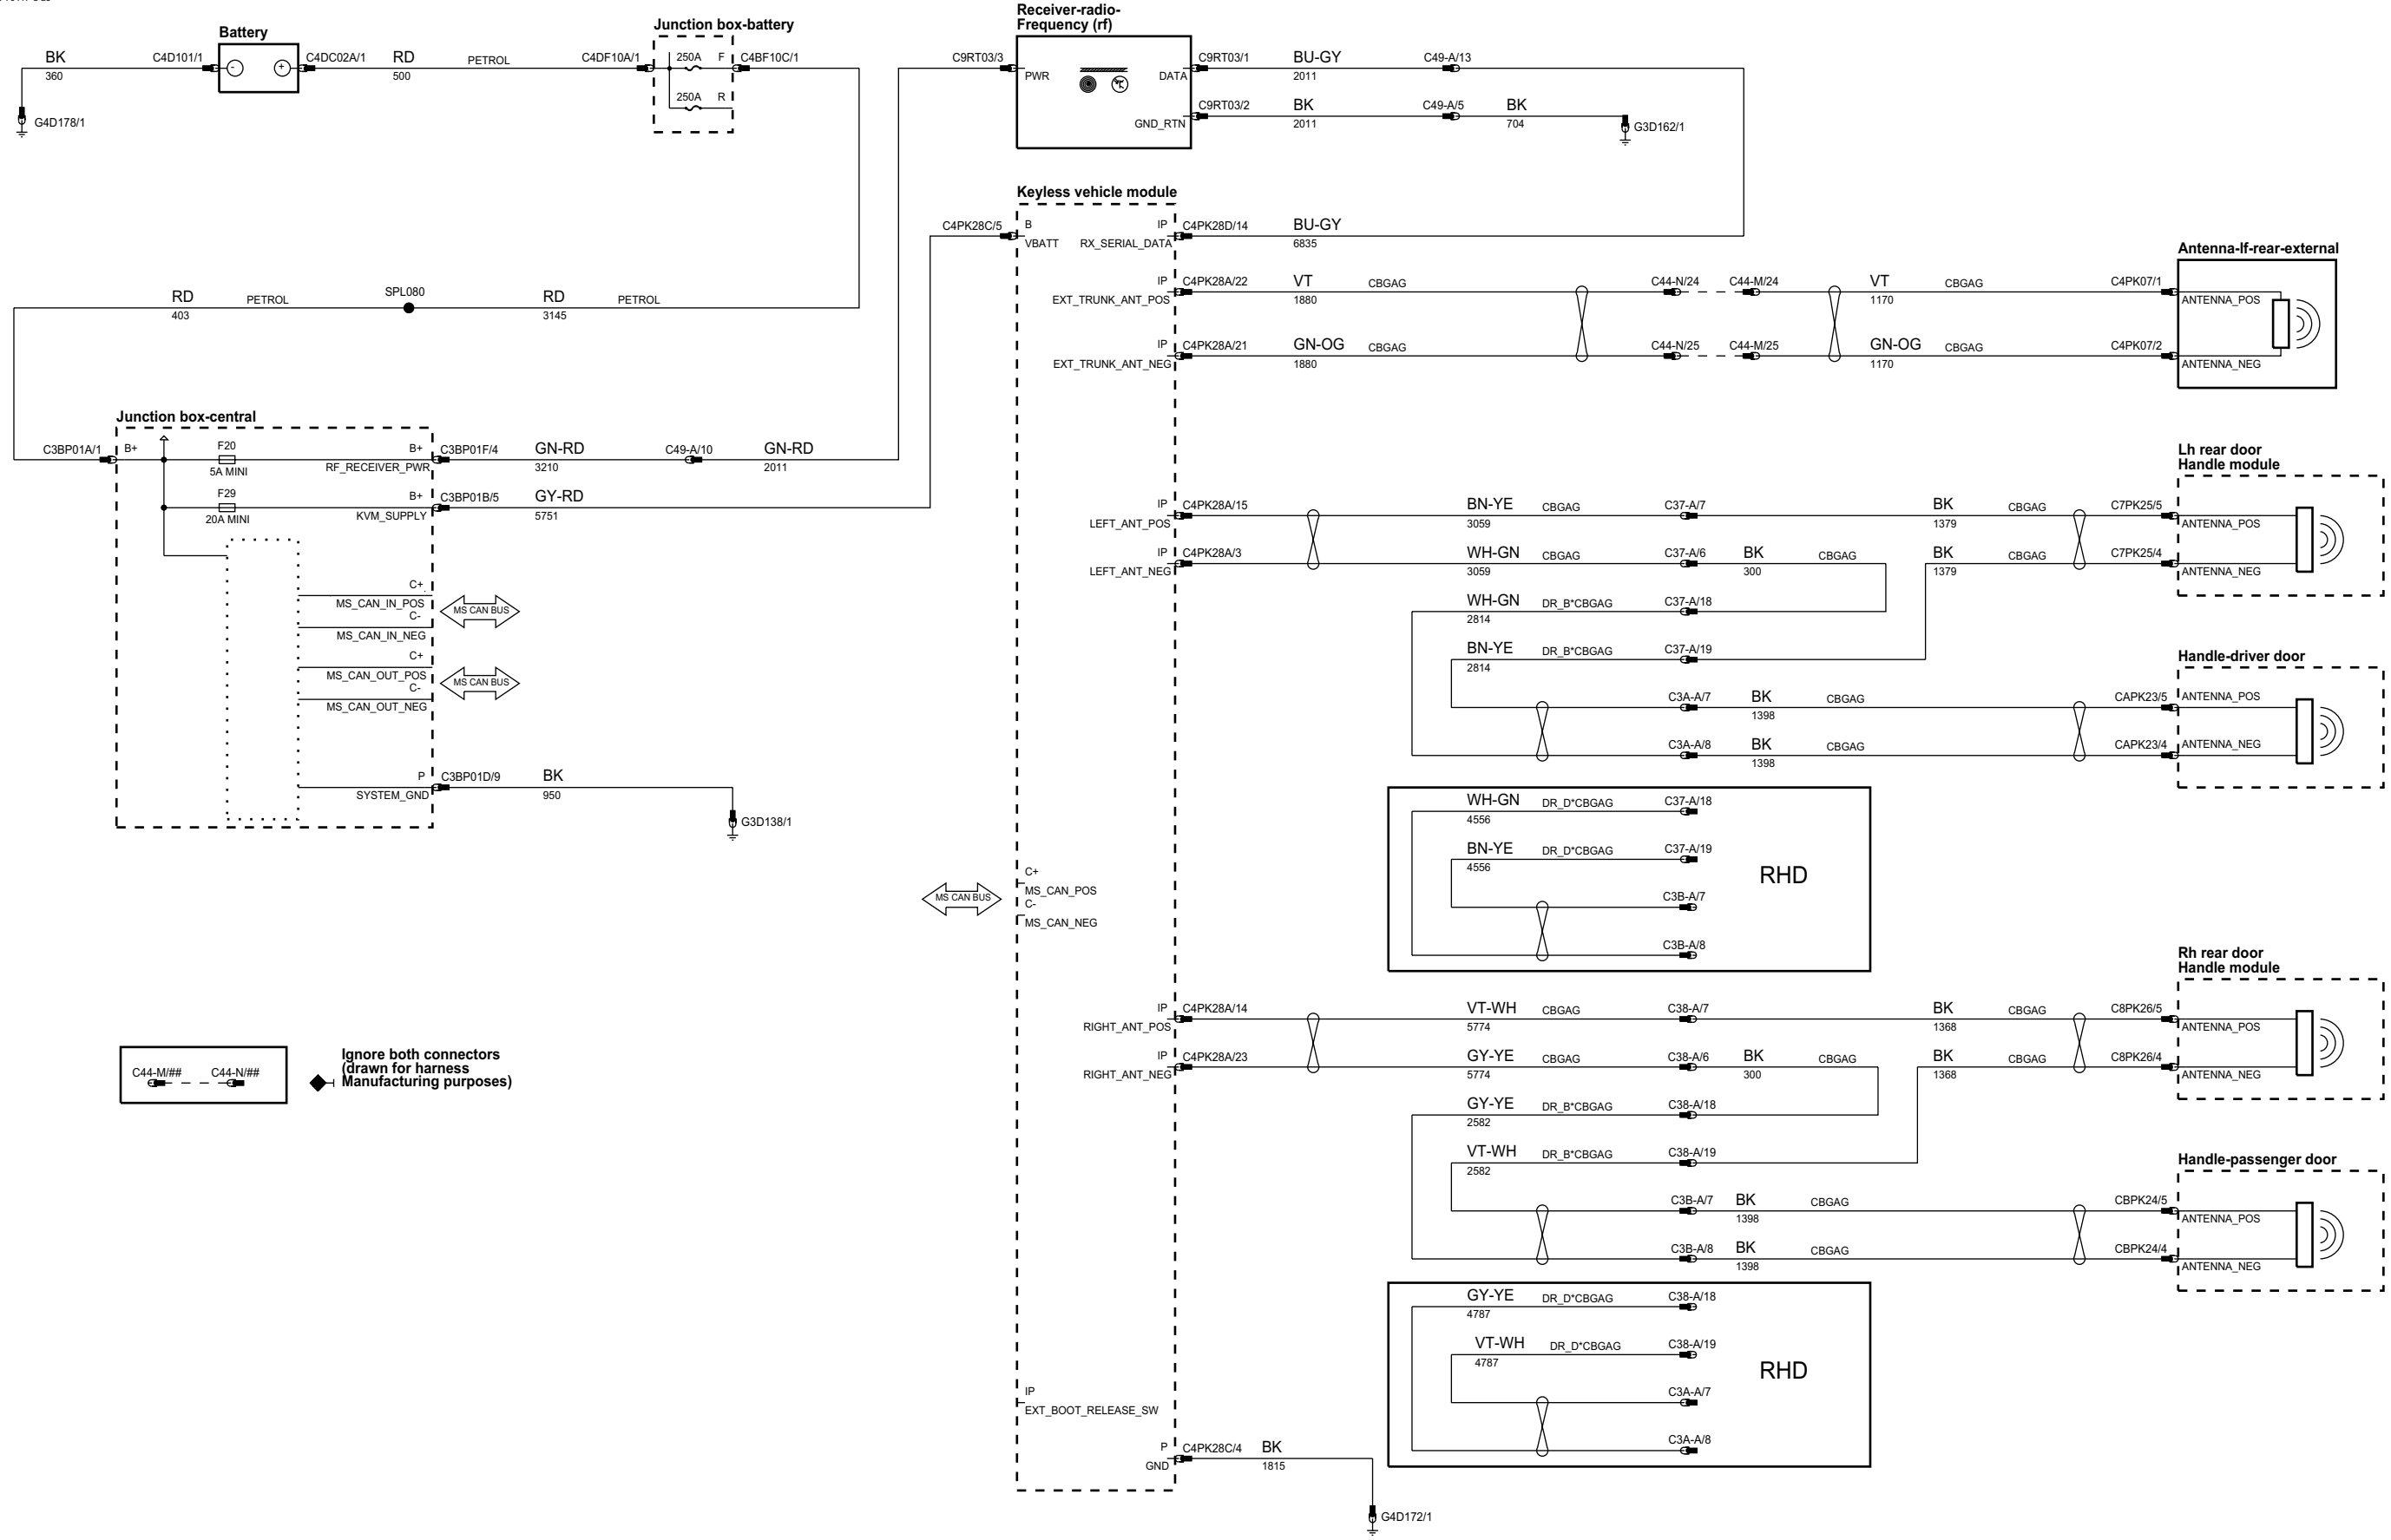 Battery
BK
360
C4D101/1
-
+
C4DC02A/1
RD
500
PETROL
G4D178/1
Junction box-battery
C4DF10A/1
250A F
250A R
C4BF10C/1
RD
403
PETROL
SPL080
RD
3145
PETROL
Receiver-radio-
Frequency (rf)
C9RT03/3
PWR
DATA
GND_RTN
C9RT03/1
BU-GY
2011
C49-A/13
C9RT03/2
BK
2011
C49-A/5
BK
704
G3D162/1
Junction box-central
C3BP01A/1
B+
F20
5A MINI
B+
RF_RECEIVER_PWR
C3BP01F/4
GN-RD
3210
C49-A/10
GN-RD
2011
F29
20A MINI
B+
KVM_SUPPLY
C3BP01B/5
GY-RD
5751
C+
MS_CAN_IN_POS
C-
MS_CAN_IN_NEG
MS CAN BUS
C+
MS_CAN_OUT_POS
C-
MS_CAN_OUT_NEG
MS CAN BUS
P
SYSTEM_GND
C3BP01D/9
BK
950
G3D138/1
C44-M/##
C44-N/##
Ignore both connectors
(drawn for harness
Manufacturing purposes)
Keyless vehicle module
C4PK28C/5
B
VBATT
IP
RX_SERIAL_DATA
C4PK28D/14
BU-GY
6835
IP
EXT_TRUNK_ANT_POS
C4PK28A/22
VT
1880
CBGAG
C44-N/24
C44-M/24
VT
1170
CBGAG
C4PK07/1
IP
EXT_TRUNK_ANT_NEG
C4PK28A/21
GN-OG
1880
CBGAG
C44-N/25
C44-M/25
GN-OG
1170
CBGAG
C4PK07/2
Antenna-lf-rear-external
ANTENNA_POS
ANTENNA_NEG
IP
LEFT_ANT_POS
C4PK28A/15
BN-YE
3059
CBGAG
C37-A/7
BK
1379
CBGAG
C7PK25/5
IP
LEFT_ANT_NEG
C4PK28A/3
WH-GN
3059
CBGAG
C37-A/6
BK
300
CBGAG
BK
1379
CBGAG
C7PK25/4
Lh rear door
Handle module
ANTENNA_POS
ANTENNA_NEG
WH-GN
2814
DR_B*CBGAG
C37-A/18
BN-YE
2814
DR_B*CBGAG
C37-A/19
C3A-A/7
BK
1398
CBGAG
CAPK23/5
C3A-A/8
BK
1398
CBGAG
CAPK23/4
Handle-driver door
ANTENNA_POS
ANTENNA_NEG
WH-GN
4556
DR_D*CBGAG
C37-A/18
BN-YE
4556
DR_D*CBGAG
C37-A/19
C3B-A/7
C3B-A/8
RHD
MS CAN BUS
C+
MS_CAN_POS
C-
MS_CAN_NEG
IP
RIGHT_ANT_POS
C4PK28A/14
VT-WH
5774
CBGAG
C38-A/7
BK
1368
CBGAG
C8PK26/5
IP
RIGHT_ANT_NEG
C4PK28A/23
GY-YE
5774
CBGAG
C38-A/6
BK
300
CBGAG
BK
1368
CBGAG
C8PK26/4
Rh rear door
Handle module
ANTENNA_POS
ANTENNA_NEG
GY-YE
2582
DR_B*CBGAG
C38-A/18
VT-WH
2582
DR_B*CBGAG
C38-A/19
C3B-A/7
BK
1398
CBGAG
CBPK24/5
C3B-A/8
BK
1398
CBGAG
CBPK24/4
Handle-passenger door
ANTENNA_POS
ANTENNA_NEG
GY-YE
4787
DR_D*CBGAG
C38-A/18
VT-WH
4787
DR_D*CBGAG
C38-A/19
C3A-A/7
C3A-A/8
RHD
IP
EXT_BOOT_RELEASE_SW
P
GND
C4PK28C/4
BK
1815
G4D172/1